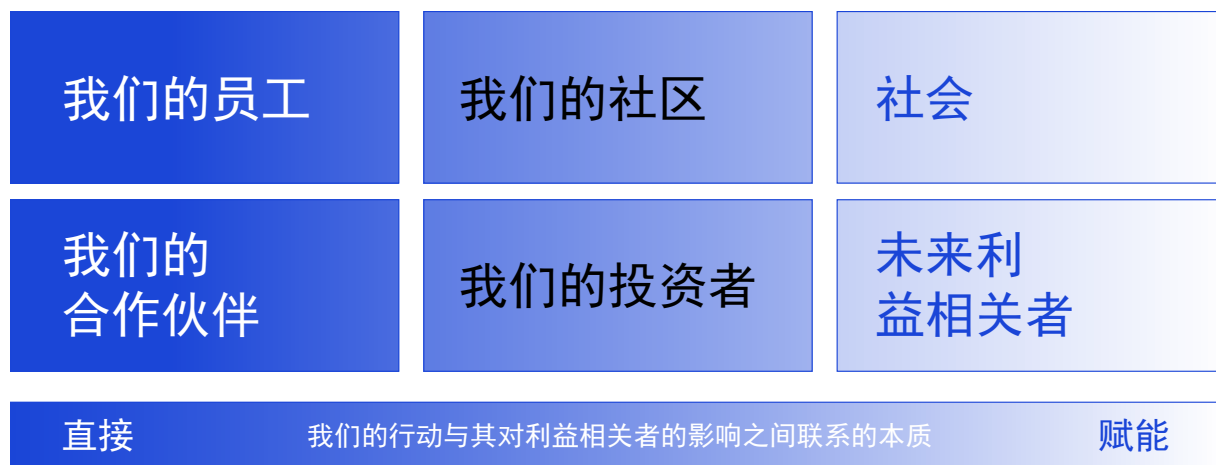 我们的员工
我们的社区
社会
我们的
合作伙伴
我们的投资者
未来利
益相关者
直接
我们的行动与其对利益相关者的影响之间联系的本质
赋能